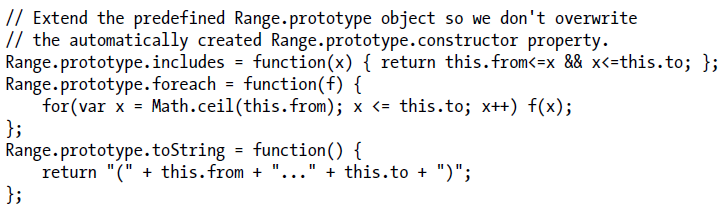 // Extend the predefined Range.prototype object so we don't overwrite
// the automatically created Range.prototype.constructor property.
Range.prototype.includes = function(x) { return this.from<=x && x<=this.to; };
Range.prototype.foreach = function(f) {
    for(var x = Math.ceil(this.from); x <= this.to; x++) f(x);
};
Range.prototype.toString = function() {
    return "(" + this.from + "..." + this.to + ")";
};